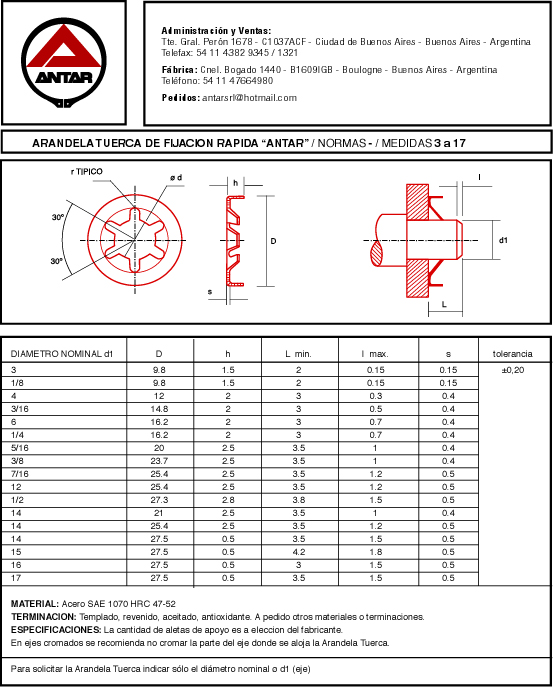 ANTAR
Administración y Ventas:
Tte. Gral. Perón 1678 - C1037ACF - Ciudad de Buenos Aires - Buenos Aires - Argentina
Telefax: 54 11 4382 9345 / 1321
Fábrica: Cnel. Bogado 1440 - B1609IGB - Boulogne - Buenos Aires - Argentina
Teléfono: 54 11 47664980
Pedidos: antarsrl@hotmail.com
ARANDELA TUERCA DE FIJACION RAPIDA “ANTAR” / NORMAS - / MEDIDAS 3 a 17
r TIPICO
ø d
h
l
30°
30°
D
d1
s
L
DIAMETRO NOMINAL d1 D h L min. l max. s tolerancia
3 9.8 1.5 2 0.15 0.15 ±0,20
1/8 9.8 1.5 2 0.15 0.15
4 12 2 3 0.3 0.4
3/16 14.8 2 3 0.5 0.4
6 16.2 2 3 0.7 0.4
1/4 16.2 2 3 0.7 0.4
5/16 20 2.5 3.5 1 0.4
3/8 23.7 2.5 3.5 1 0.4
7/16 25.4 2.5 3.5 1.2 0.5
12 25.4 2.5 3.5 1.2 0.5
1/2 27.3 2.8 3.8 1.5 0.5
14 21 2.5 3.5 1 0.4
14 25.4 2.5 3.5 1.2 0.5
14 27.5 0.5 3.5 1.5 0.5
15 27.5 0.5 4.2 1.8 0.5
16 27.5 0.5 3 1.5 0.5
17 27.5 0.5 3.5 1.5 0.5
MATERIAL: Acero SAE 1070 HRC 47-52
TERMINACION: Templado, revenido, aceitado, antioxidante. A pedido otros materiales o terminaciones.
ESPECIFICACIONES: La cantidad de aletas de apoyo es a eleccion del fabricante.
En ejes cromados se recomienda no cromar la parte del eje donde se aloja la Arandela Tuerca.
Para solicitar la Arandela Tuerca indicar sólo el diámetro nominal ø d1 (eje)